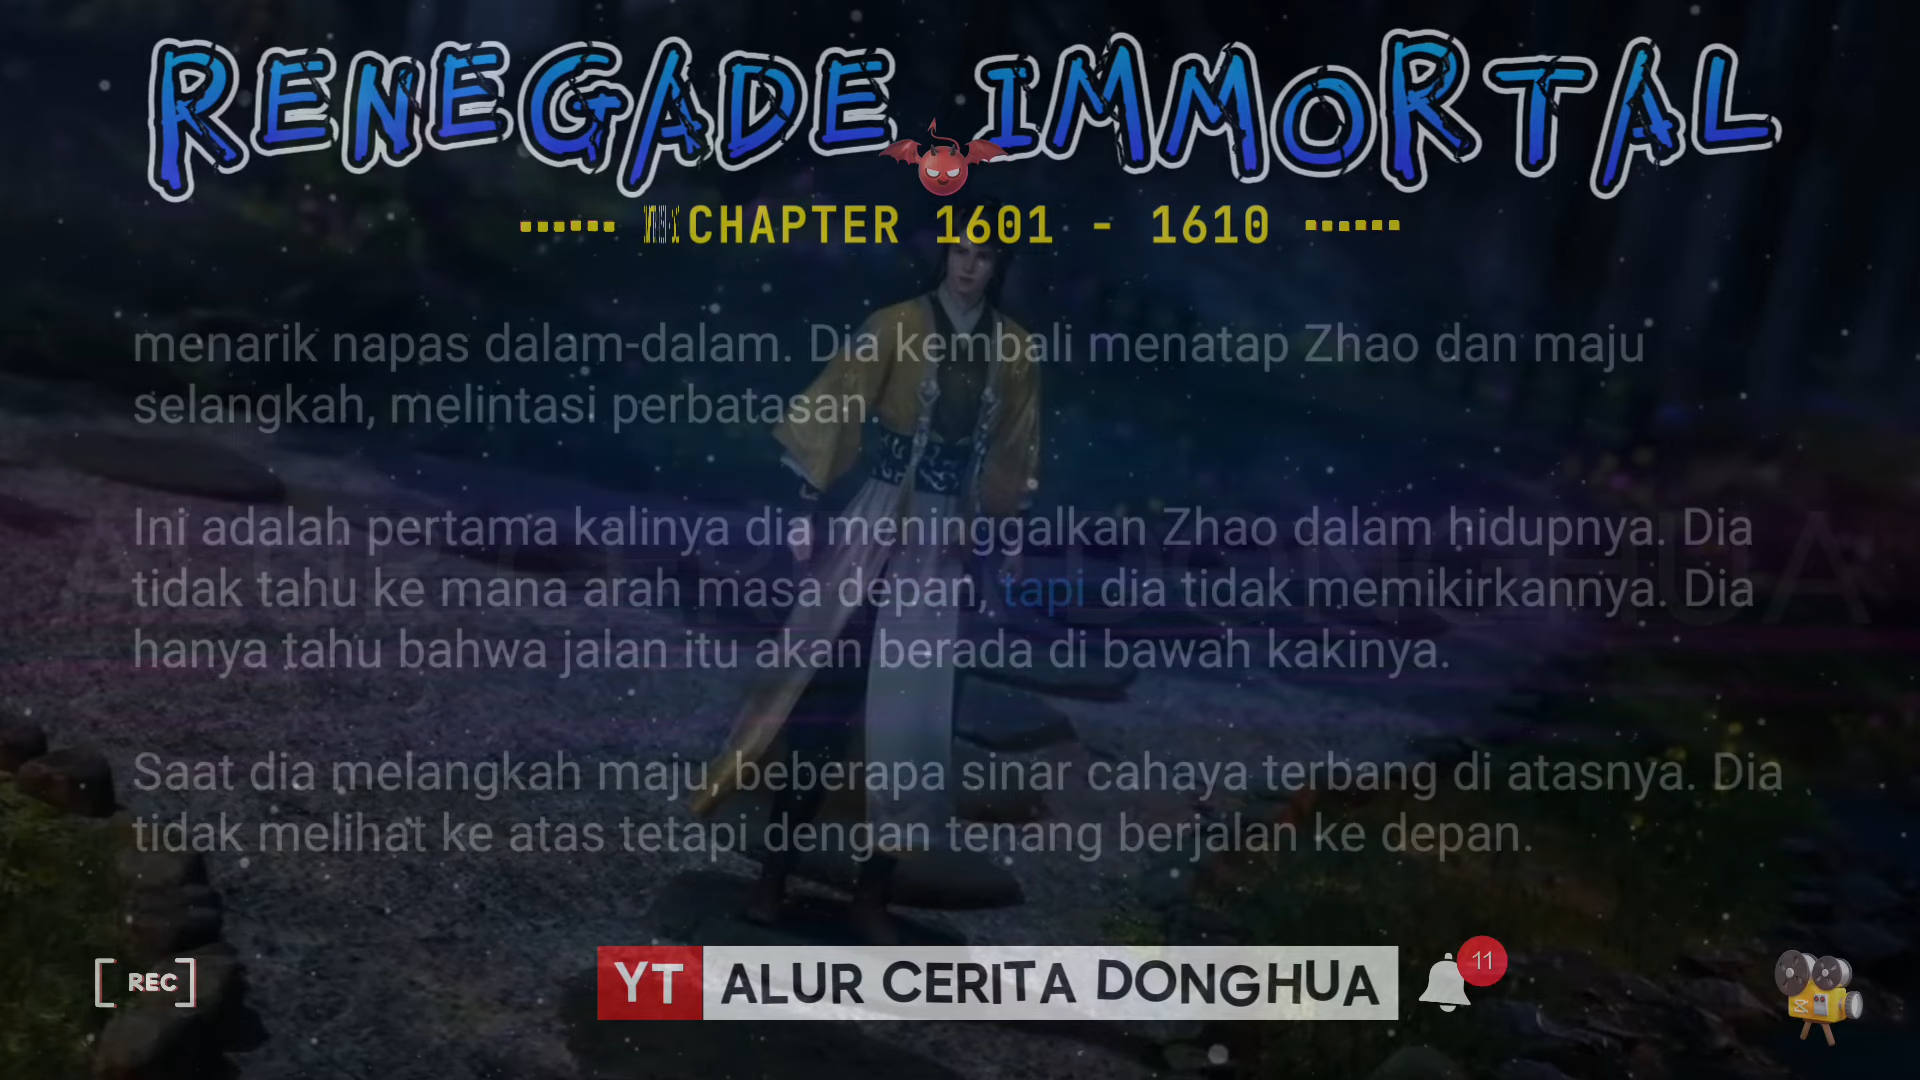 RENEGADE IMMORTAL
CHAPTER 1601 - 1610
menarik napas dalam-dalam. Dia kembali menatap Zhao dan maju
selangkah, melintasi perbatasan.
Ini adalah pertama kalinya dia meninggalkan Zhao dalam hidupnya. Dia
tidak tahu ke mana arah masa depan, tapi dia tidak memikirkannya. Dia
hanya tahu bahwa jalan itu akan berada di bawah kakinya.
Saat dia melangkah maju, beberapa sinar cahaya terbang di atasnya. Dia
tidak melihat ke atas tetapi dengan tenang berjalan ke depan.
[ REC ]
YT ALUR CERITA DONGHUA
11